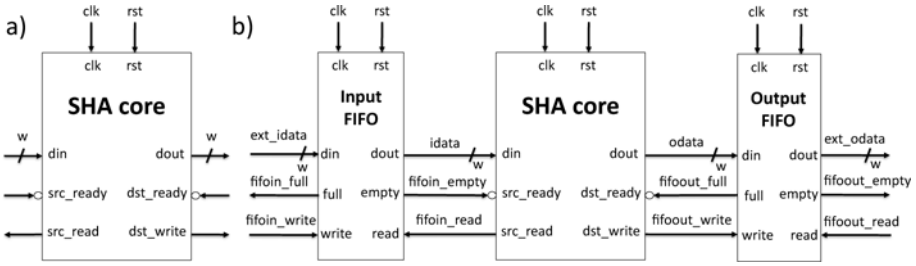 a)
clk rst
clk rst
SHA core
w
din dout
w
src_ready dst_ready
src_read dst_write
b)
clk rst
clk rst
Input
FIFO
ext_idata
w
din dout
fifoin_full
full empty
fifoin_write
write read
idata
w
fifoin_empty
fifoin_read
clk rst
clk rst
SHA core
din dout
src_ready dst_ready
src_read dst_write
odata
w
fifoout_full
fifoout_write
clk rst
clk rst
Output
FIFO
din dout
full empty
write read
ext_odata
w
fifoout_empty
fifoout_read